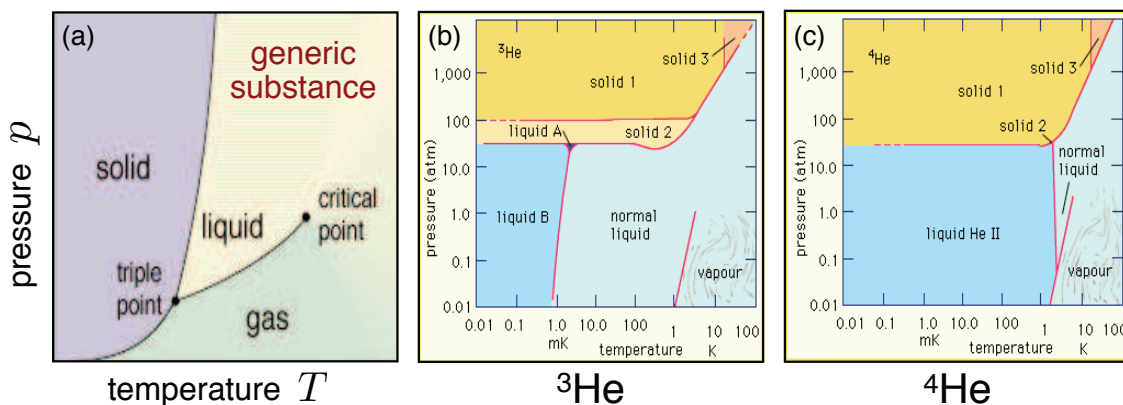 (a)
generic
substance
solid
liquid
critical
point
triple
point
gas
pressure p
temperature T
(b)
³He
solid 3
solid 1
1,000
100
liquid A
solid 2
10.0
pressure (atm)
1.0
liquid B
normal
liquid
0.1
vapour
0.01
0.01 0.1 1.0 10 100 1 10 100
mK temperature K
³He
(c)
⁴He
solid 3
1,000
solid 1
solid 2
100
10.0
normal
liquid
pressure (atm)
1.0
liquid He II
0.1
vapour
0.01
0.01 0.1 1.0 10 100 1 10 100
mK temperature K
⁴He